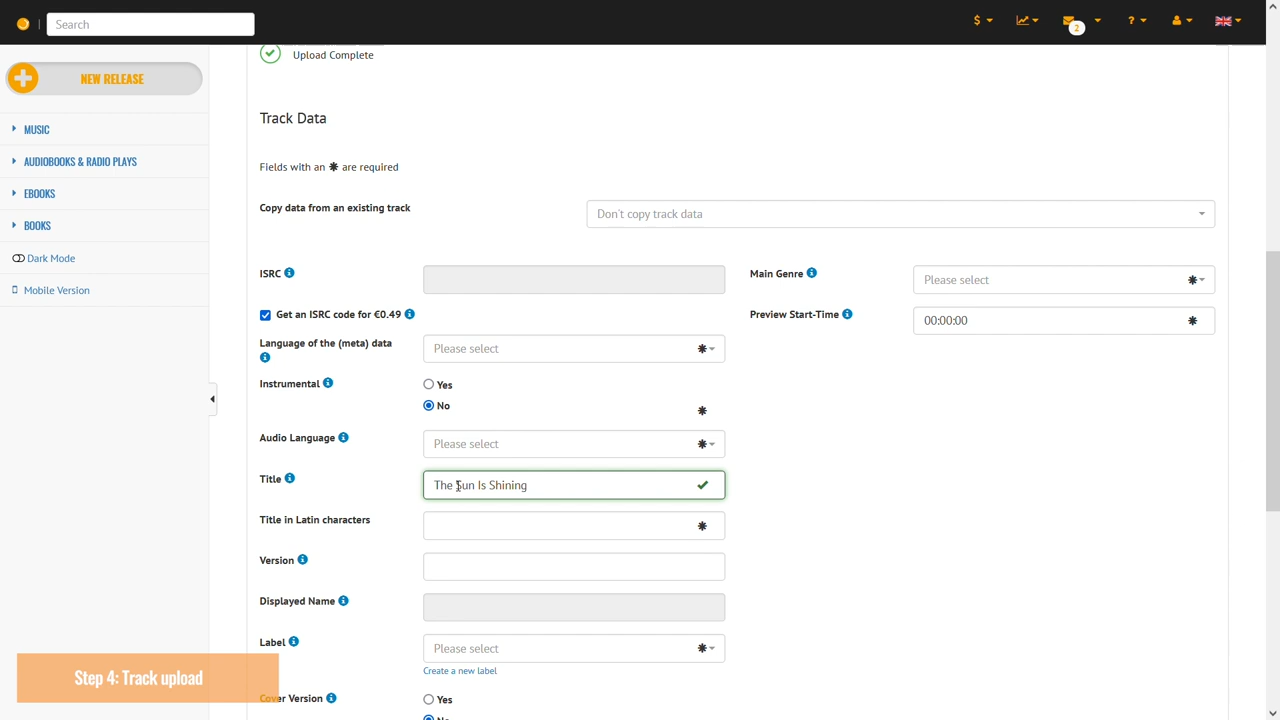 Search
$
2
?
NEW RELEASE
MUSIC
AUDIOBOOKS & RADIO PLAYS
EBOOKS
BOOKS
Dark Mode
Mobile Version
Upload Complete
Track Data
Fields with an ✱ are required
Copy data from an existing track
Don't copy track data
ISRC
Main Genre
Please select
Get an ISRC code for €0.49
Preview Start-Time
00:00:00
Language of the (meta) data
Please select
Instrumental
Yes
No
Audio Language
Please select
Title
The Sun Is Shining
Title in Latin characters
Version
Displayed Name
Label
Please select
Create a new label
Cover Version
Yes
No
Step 4: Track upload